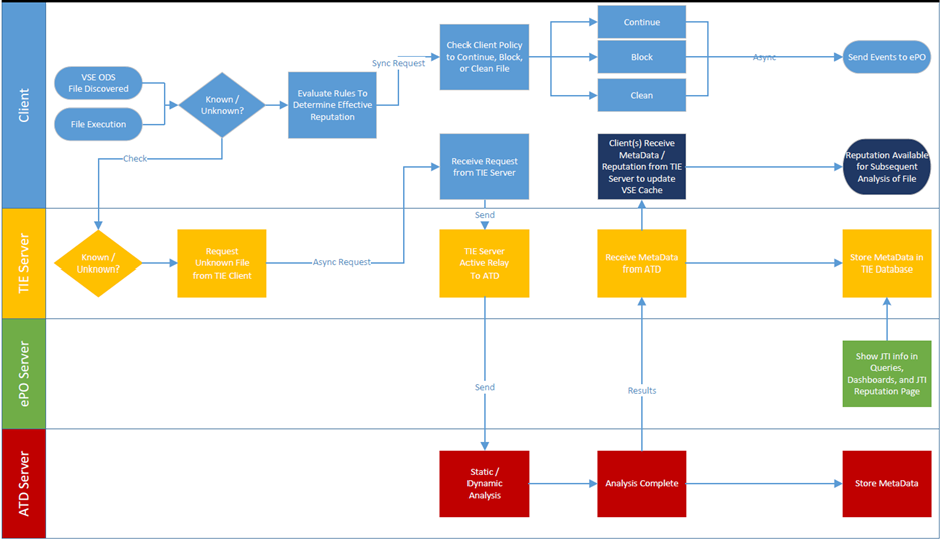 Client
VSE ODS
File Discovered
File Execution
Known /
Unknown?
Evaluate Rules To
Determine Effective
Reputation
Sync Request
Check Client Policy
to Continue, Block,
or Clean File
Continue
Block
Clean
Async
Send Events to ePO
Check
Receive Request
from TIE Server
Client(s) Receive
MetaData /
Reputation from TIE
Server to update
VSE Cache
Reputation Available
for Subsequent
Analysis of File
TIE Server
Known /
Unknown?
Request
Unknown File
from TIE Client
Async Request
Send
TIE Server
Active Relay
To ATD
Receive MetaData
from ATD
Store MetaData in
TIE Database
ePO Server
Send
Results
Show JTI info in
Queries,
Dashboards, and JTI
Reputation Page
ATD Server
Static /
Dynamic
Analysis
Analysis Complete
Store MetaData